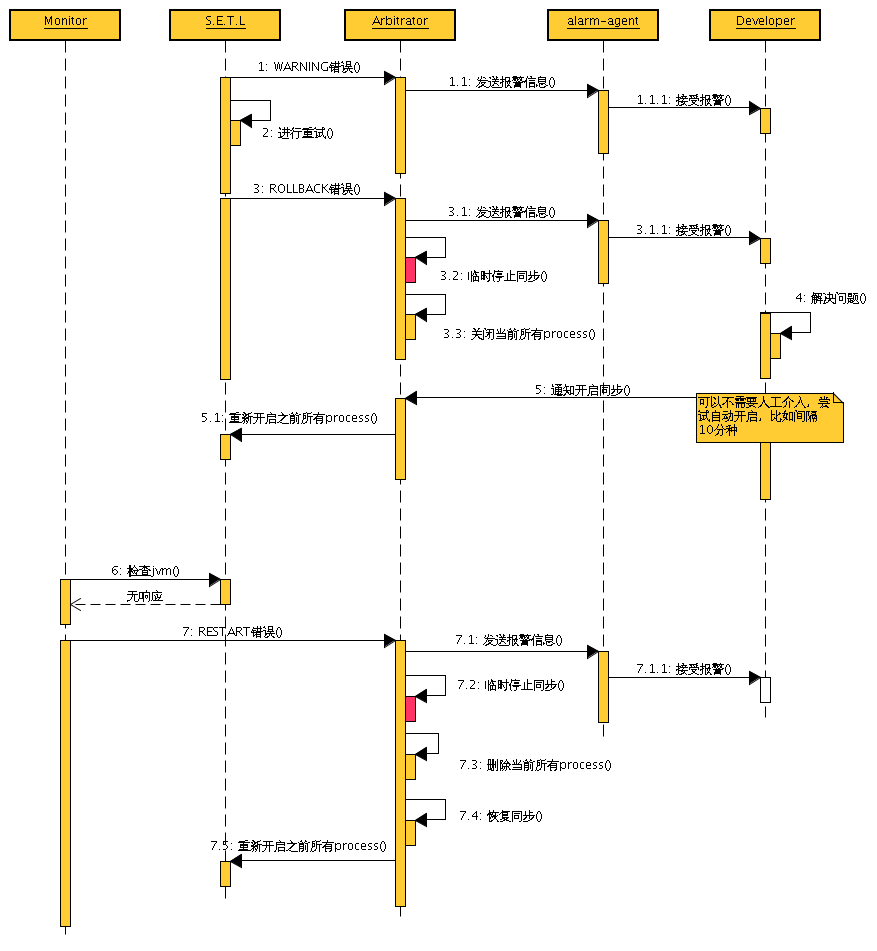 Monitor
S.E.T.L
Arbitrator
alarm-agent
Developer
1: WARNING错误()
1.1: 发送报警信息()
1.1.1: 接受报警()
2: 进行重试()
3: ROLLBACK错误()
3.1: 发送报警信息()
3.1.1: 接受报警()
3.2: 临时停止同步()
4: 解决问题()
3.3: 关闭当前所有process()
5: 通知开启同步()
可以不需要人工介入，尝
试自动开启，比如间隔
10分种
5.1: 重新开启之前所有process()
6: 检查jvm()
无响应
7: RESTART错误()
7.1: 发送报警信息()
7.1.1: 接受报警()
7.2: 临时停止同步()
7.3: 删除当前所有process()
7.4: 恢复同步()
7.5: 重新开启之前所有process()